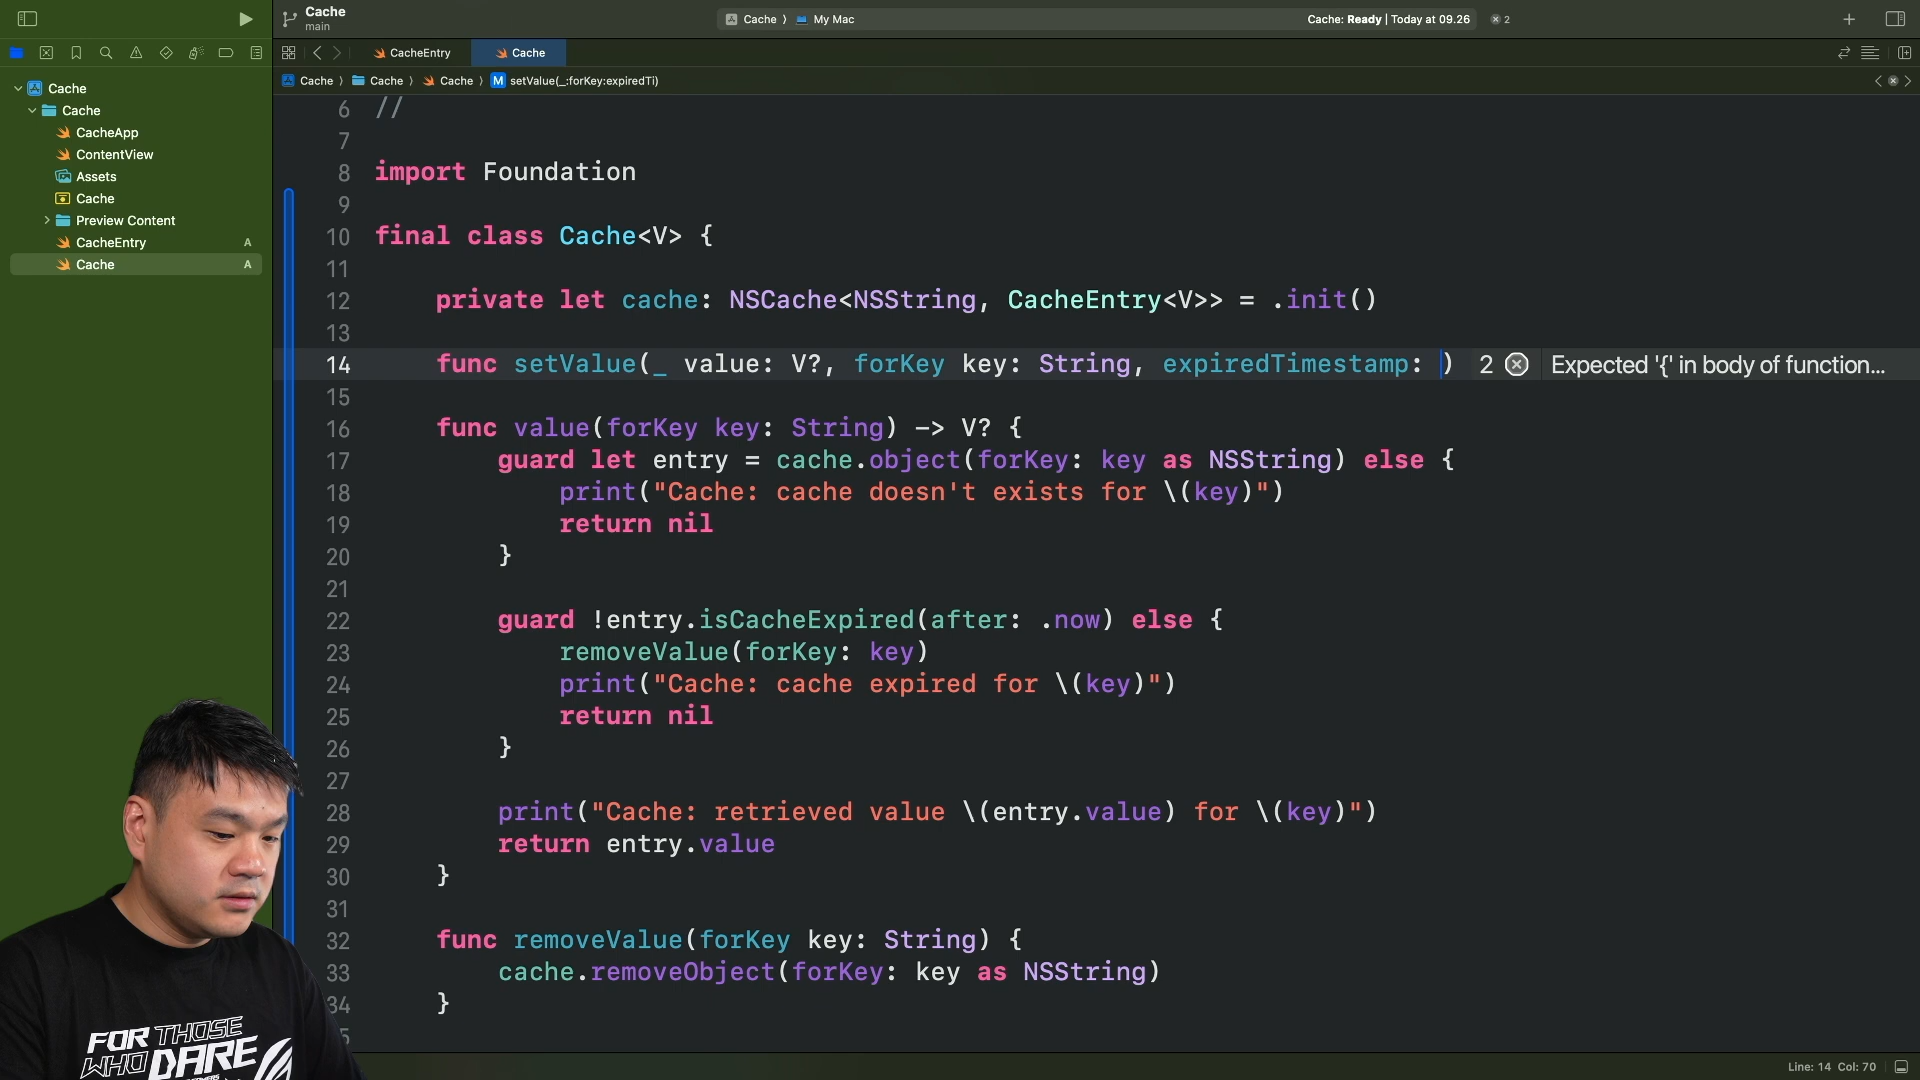 Cache
main
Cache 〉 My Mac
Cache: Ready | Today at 09.26
2
CacheEntry
Cache
Cache 〉 Cache 〉 Cache 〉 M setValue(_:forKey:expiredTi)
Cache
Cache
CacheApp
ContentView
Assets
Cache
Preview Content
CacheEntry A
Cache A
6 //
7
8 import Foundation
9
10 final class Cache<V> {
11
12 private let cache: NSCache<NSString, CacheEntry<V>> = .init()
13
14 func setValue(_ value: V?, forKey key: String, expiredTimestamp: ) 2 Expected '{' in body of function...
15
16 func value(forKey key: String) -> V? {
17 guard let entry = cache.object(forKey: key as NSString) else {
18 print("Cache: cache doesn't exists for \(key)")
19 return nil
20 }
21
22 guard !entry.isCacheExpired(after: .now) else {
23 removeValue(forKey: key)
24 print("Cache: cache expired for \(key)")
25 return nil
26 }
27
28 print("Cache: retrieved value \(entry.value) for \(key)")
29 return entry.value
30 }
31
32 func removeValue(forKey key: String) {
33 cache.removeObject(forKey: key as NSString)
34 }
5
FOR THOSE
WHO DARE
Line: 14 Col: 70